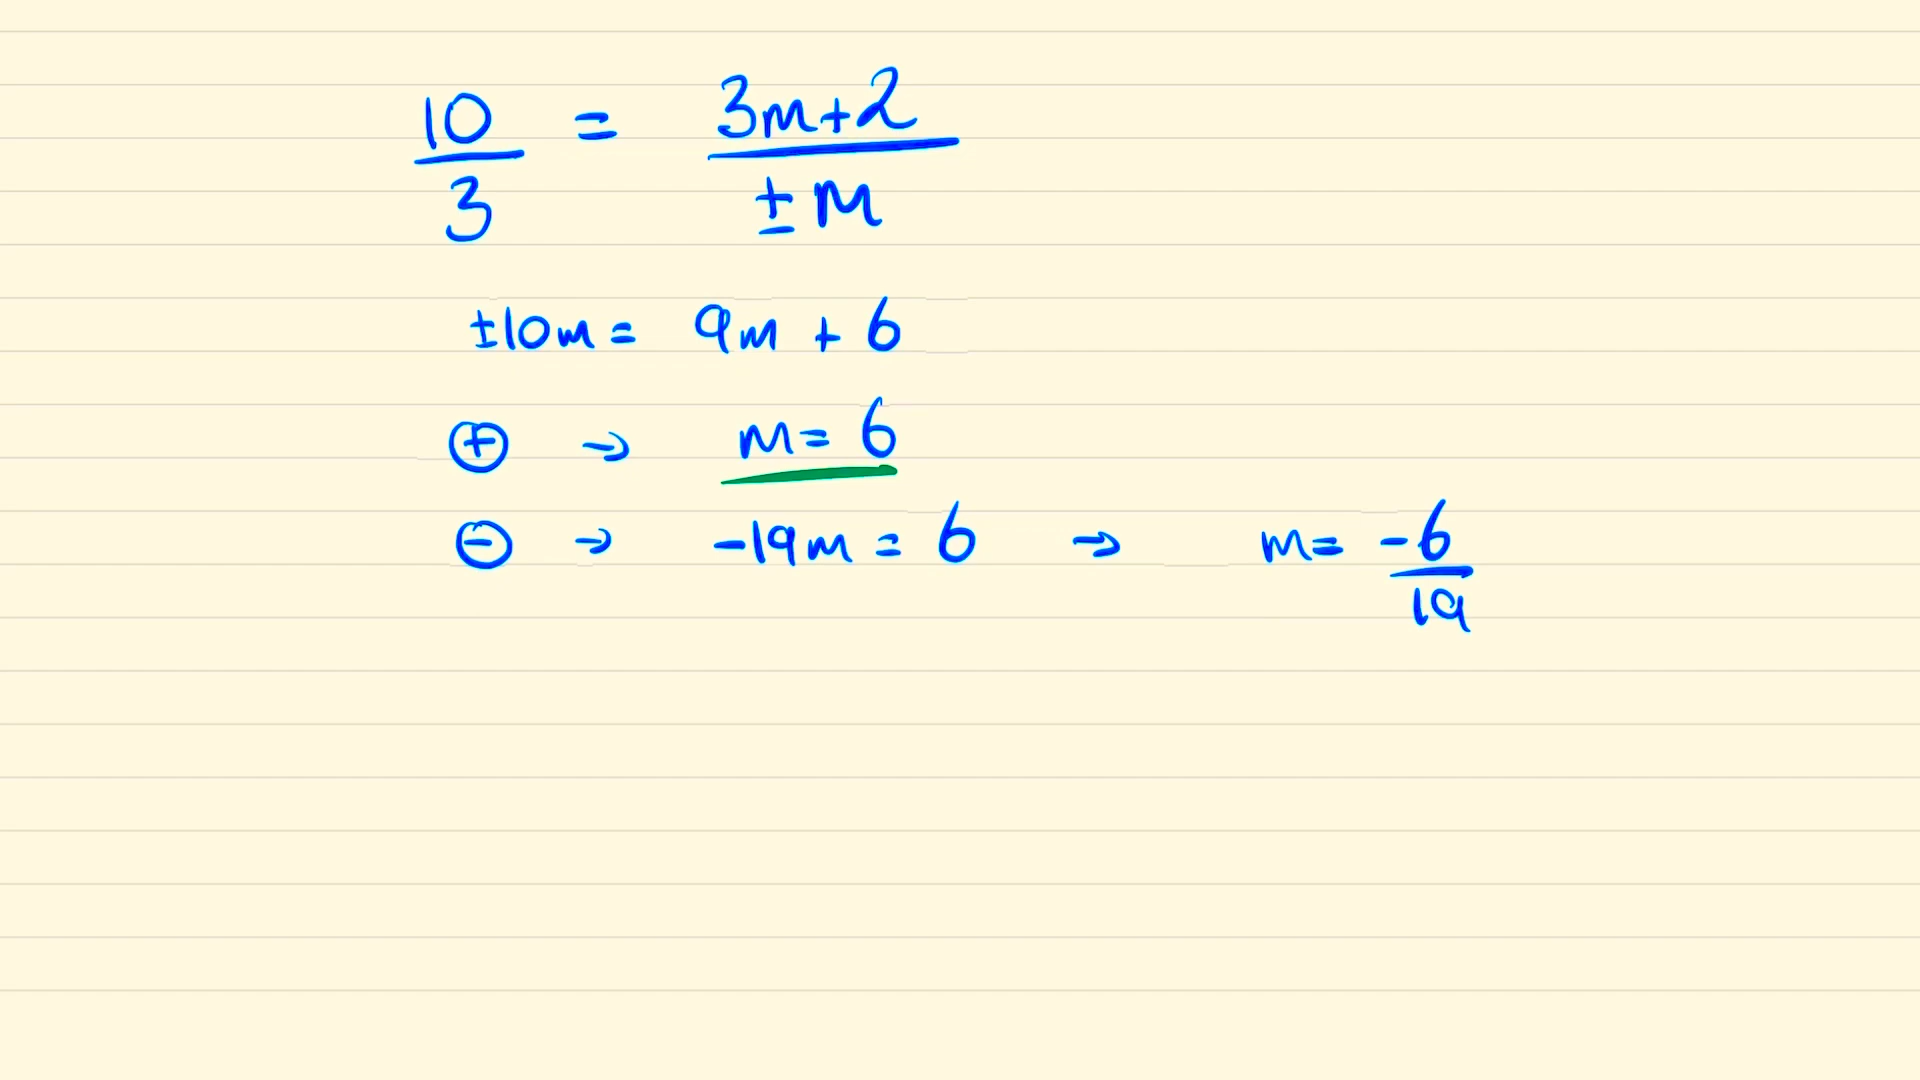 10/3 = 3m+2/±m
±10m = 9m + 6
⊕ → m = 6
⊖ → -19m = 6 → m = -6/19